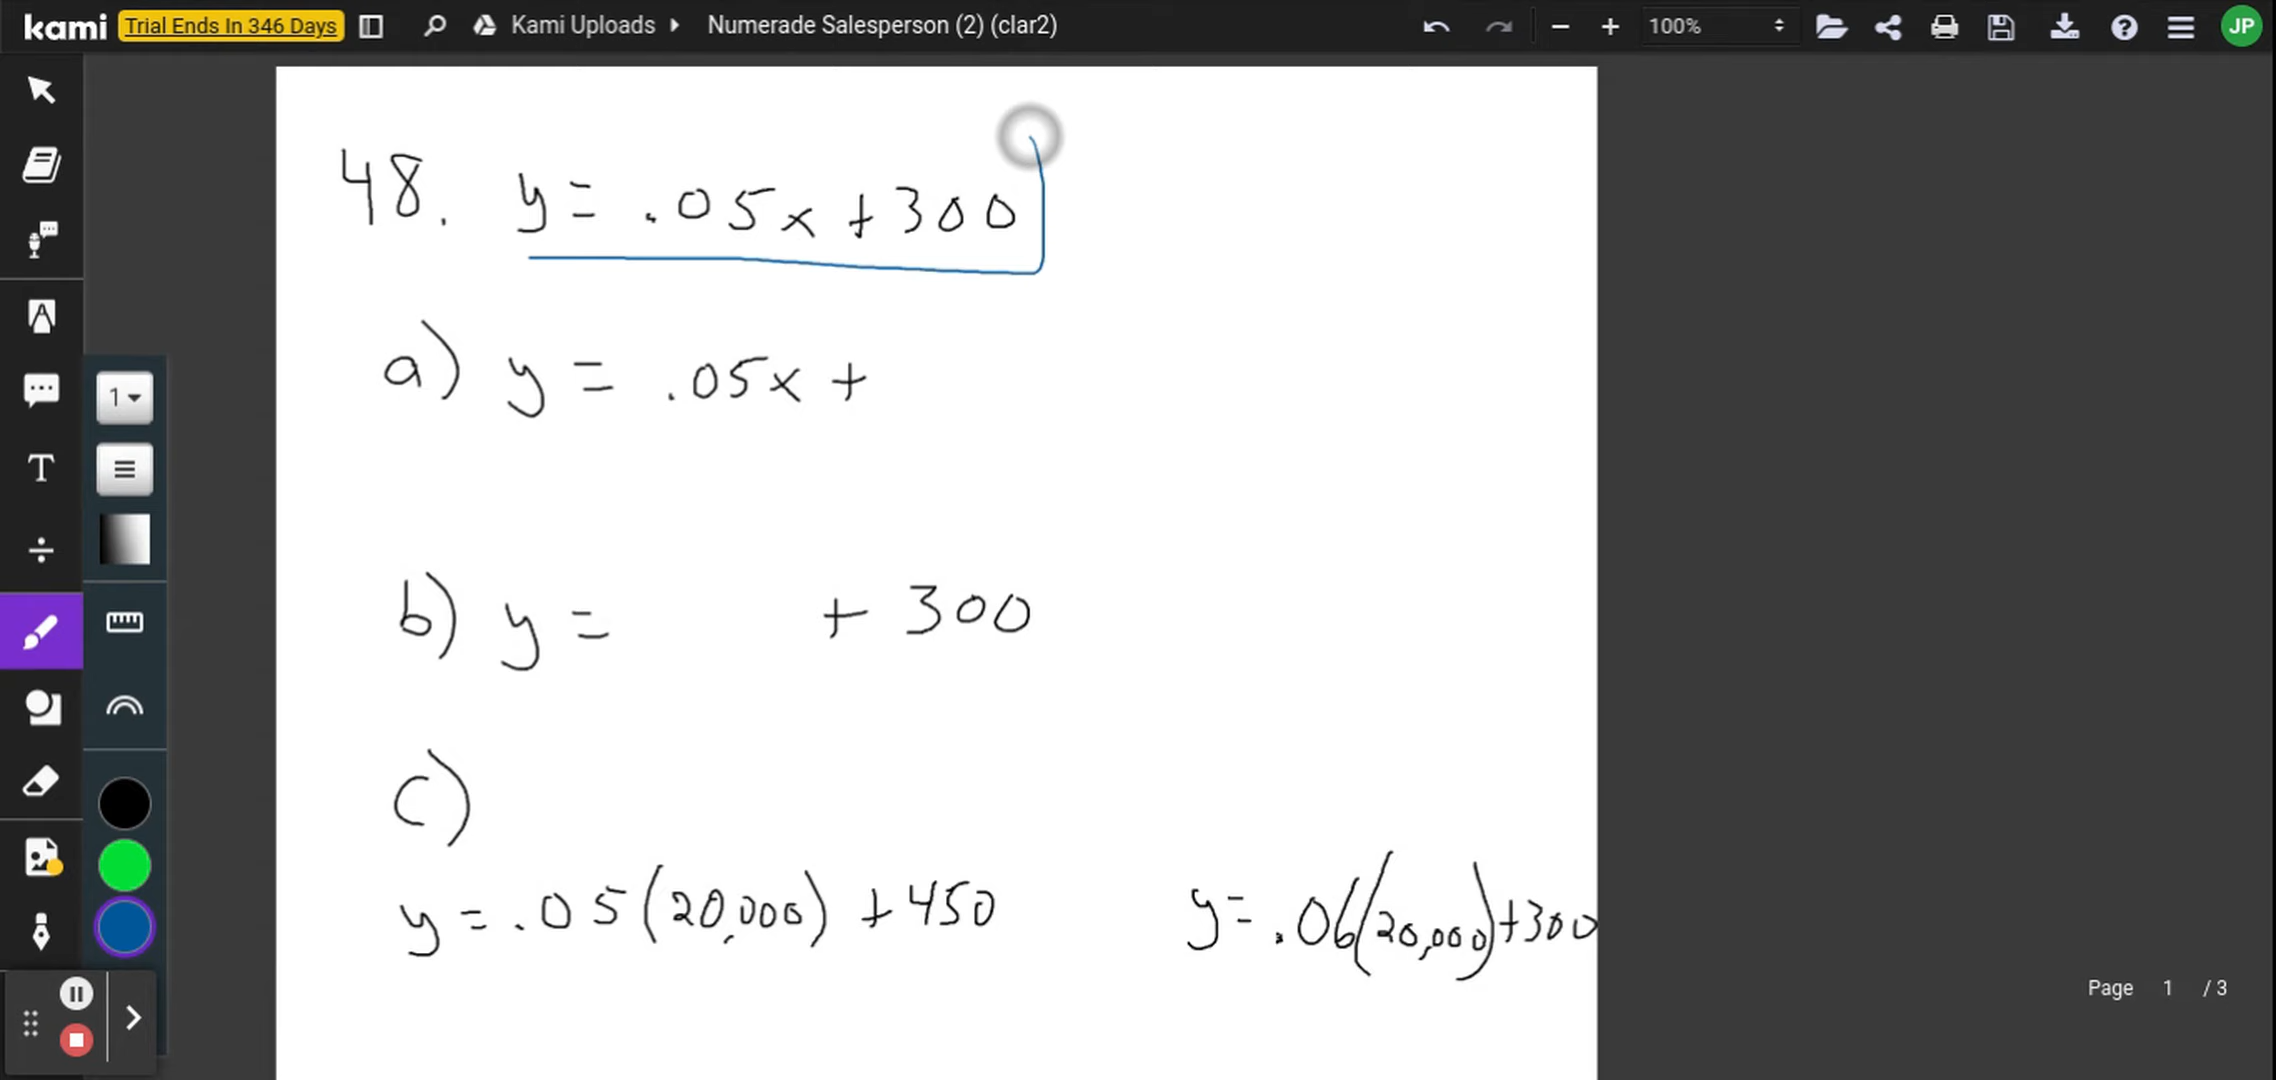 kami Trial Ends In 346 Days Kami Uploads Numerade Salesperson (2) (clar2) 100% JP
48. y = .05x + 300
a) y = .05x +
1
T
b) y = + 300
c)
y = .05(20,000) + 450 y = .06(20,000) + 300
Page 1 / 3